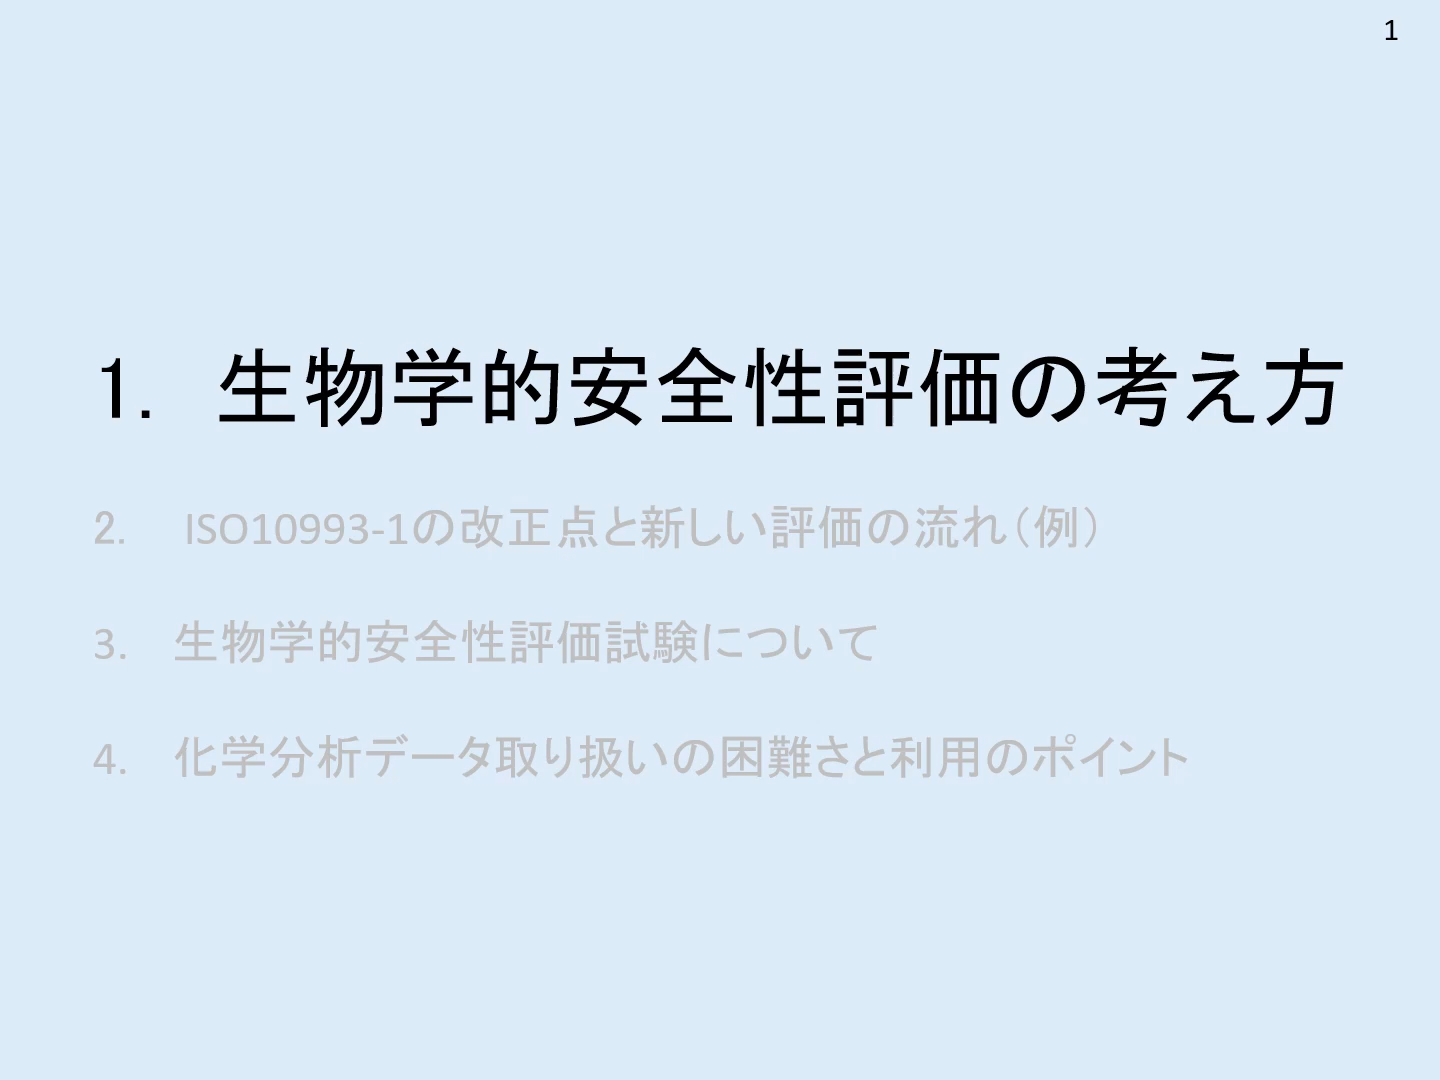 1
1. 生物学的安全性評価の考え方
2. ISO10993-1の改正点と新しい評価の流れ(例)
3. 生物学的安全性評価試験について
4. 化学分析データ取り扱いの困難さと利用のポイント